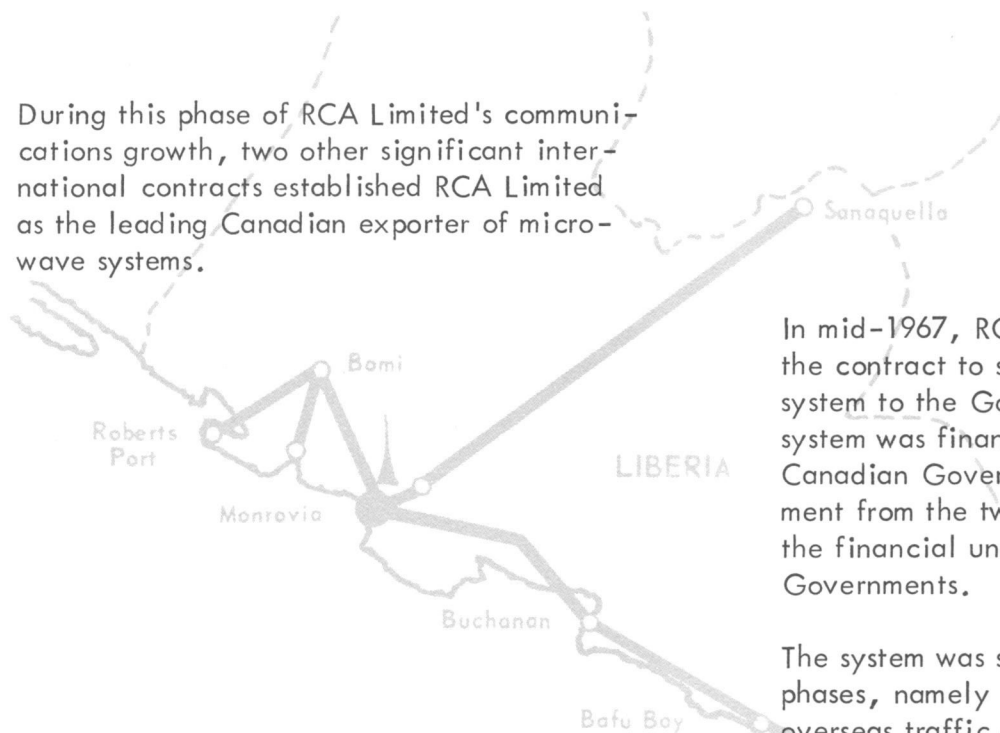 During this phase of RCA Limited's communi-
cations growth, two other significant inter-
national contracts established RCA Limited
as the leading Canadian exporter of micro-
wave systems.
Sanaquella
Bomi
Roberts
Port
LIBERIA
Monrovia
Buchanan
Bafu Bay
In mid-1967, RC
the contract to s
system to the Go
system was finan
Canadian Gover
ment from the tw
the financial un
Governments.
The system was s
phases, namely
overseas traffic